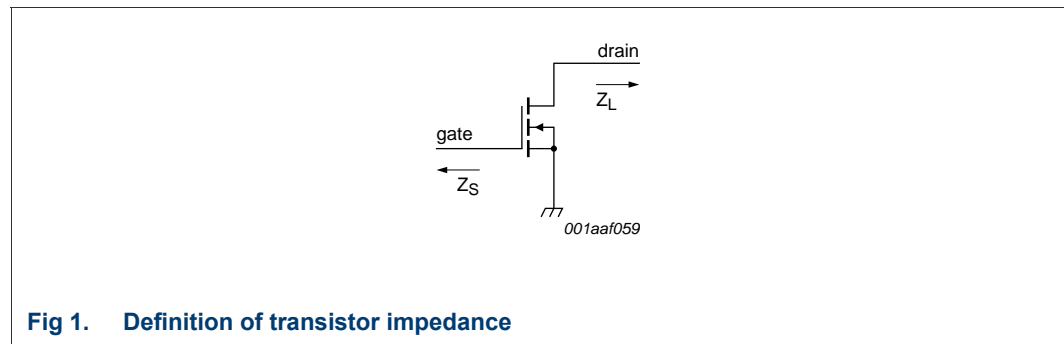 drain
Z_L
gate
Z_S
001aaf059
Fig 1. Definition of transistor impedance